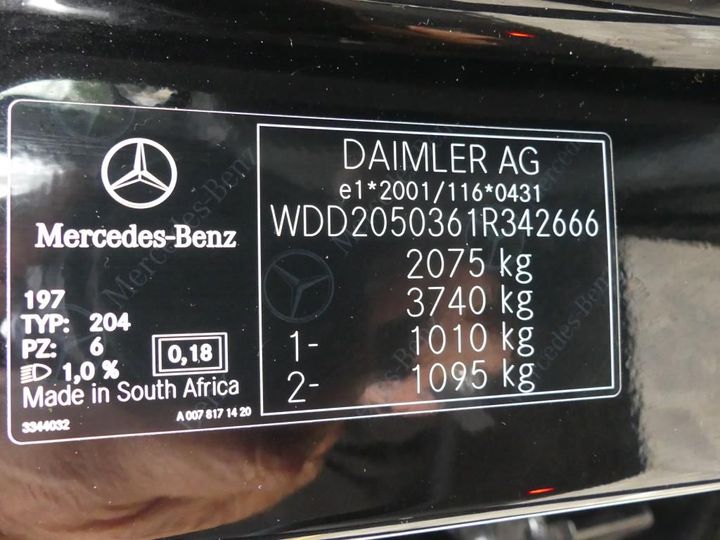 Mercedes-Benz
197
TYP: 204
PZ: 6
1,0 %
0,18
Made in South Africa
3344032
A 007 817 14 20
DAIMLER AG
e1*2001/116*0431
WDD2050361R342666
2075 kg
3740 kg
1- 1010 kg
2- 1095 kg